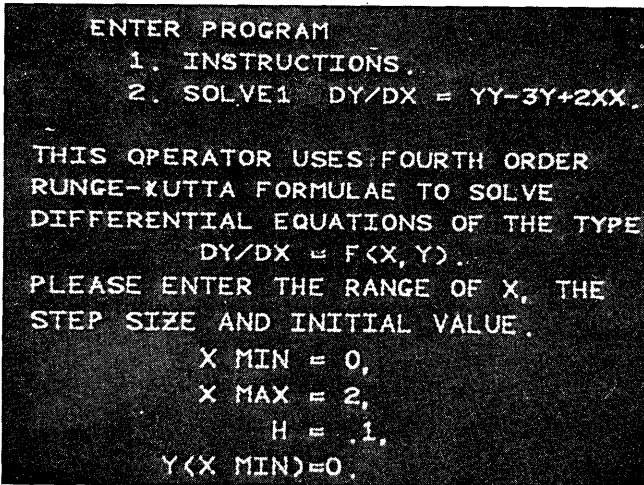 ENTER PROGRAM
1. INSTRUCTIONS.
2. SOLVE1 DY/DX = YY-3Y+2XX.
THIS OPERATOR USES FOURTH ORDER
RUNGE-KUTTA FORMULAE TO SOLVE
DIFFERENTIAL EQUATIONS OF THE TYPE
DY/DX = F(X,Y).
PLEASE ENTER THE RANGE OF X, THE
STEP SIZE AND INITIAL VALUE.
X MIN = 0,
X MAX = 2,
H = .1,
Y(X MIN)=0.